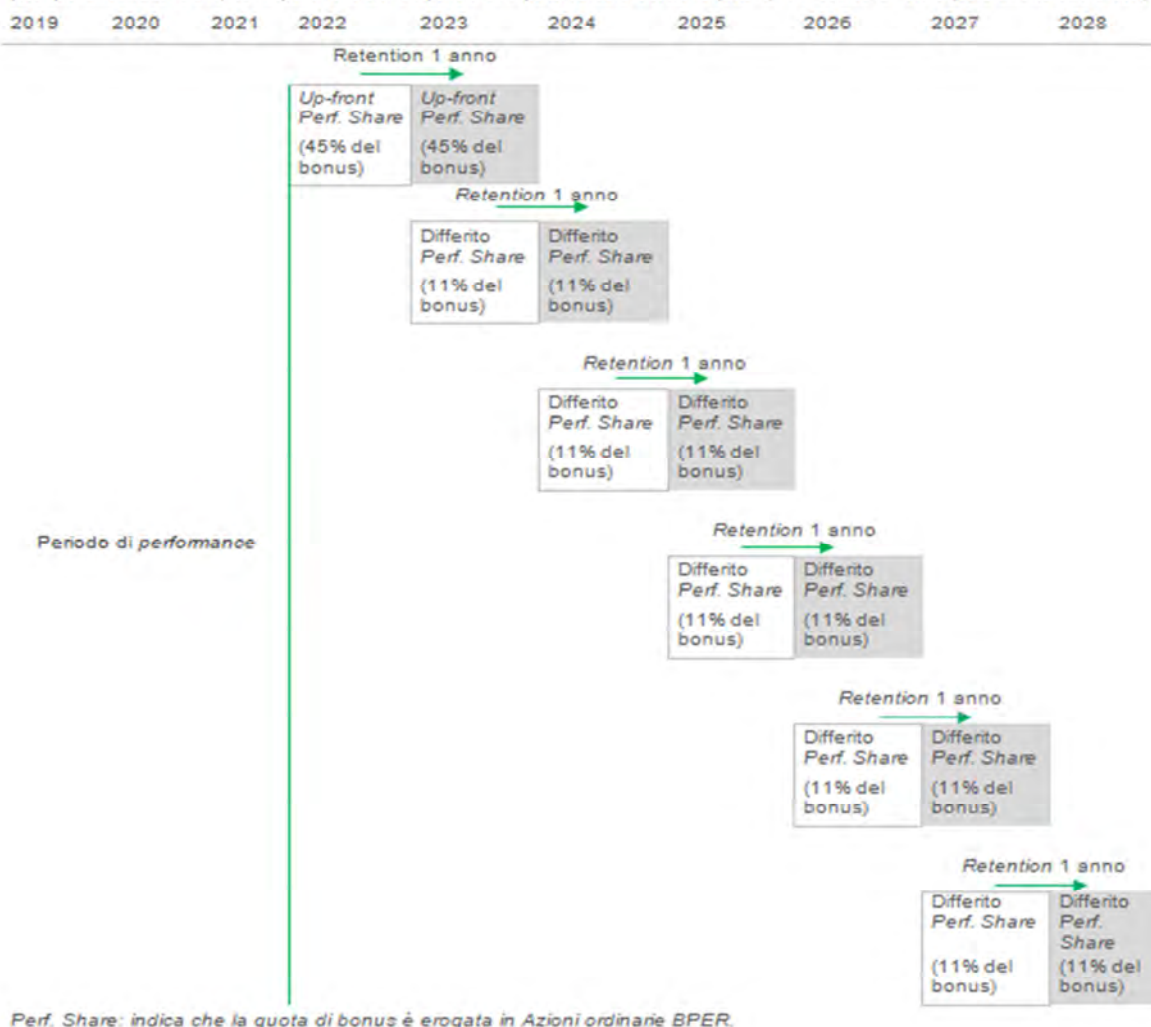 2019 2020 2021 2022 2023 2024 2025 2026 2027 2028
Retention 1 anno
Up-front Up-front
Perf. Share Perf. Share
(45% del (45% del
bonus) bonus)
Retention 1 anno
Differito Differito
Perf. Share Perf. Share
(11% del (11% del
bonus) bonus)
Retention 1 anno
Differito Differito
Perf. Share Perf. Share
(11% del (11% del
bonus) bonus)
Retention 1 anno
Periodo di performance
Differito Differito
Perf. Share Perf. Share
(11% del (11% del
bonus) bonus)
Retention 1 anno
Differito Differito
Perf. Share Perf. Share
(11% del (11% del
bonus) bonus)
Retention 1 anno
Differito Differito
Perf. Share Perf.
Share
(11% del (11% del
bonus) bonus)
Perf. Share: indica che la quota di bonus è erogata in Azioni ordinarie BPER.